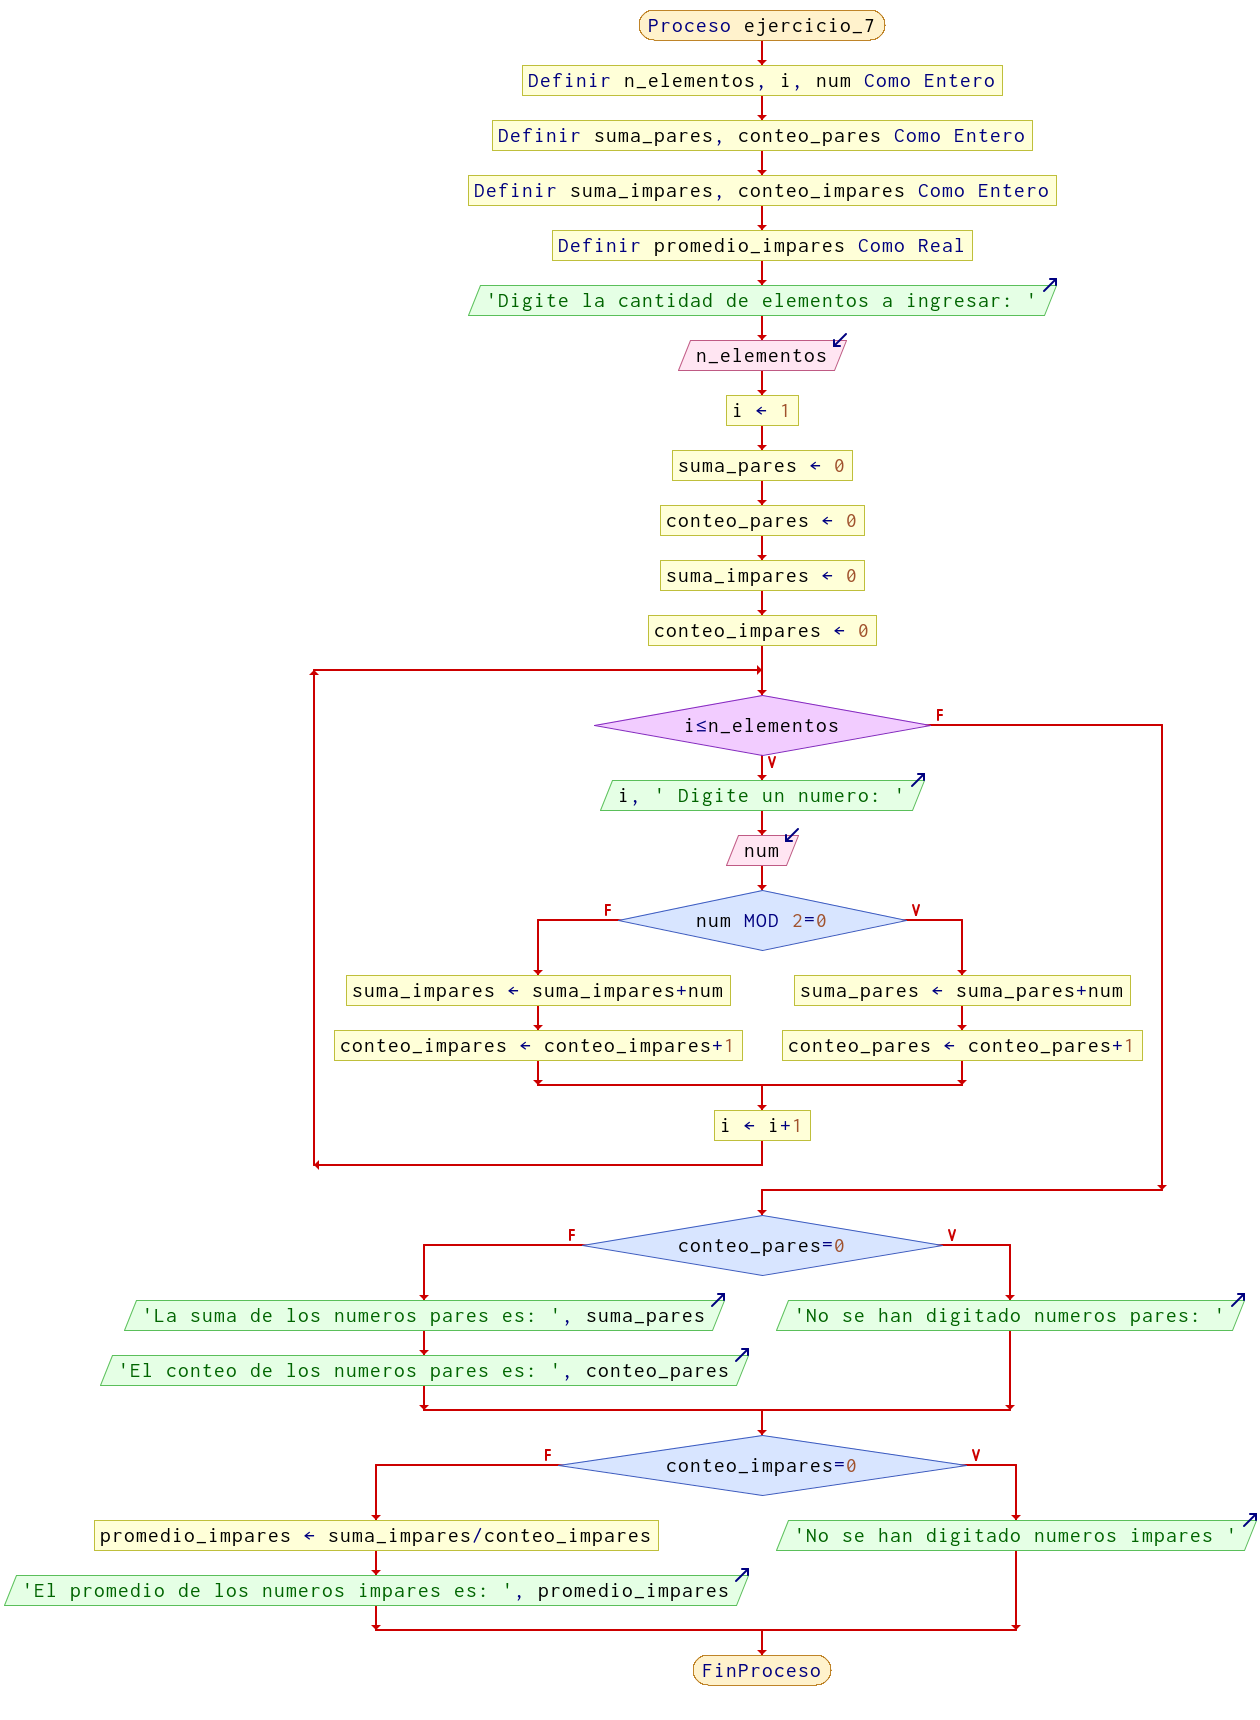 Proceso ejercicio_7
Definir n_elementos, i, num Como Entero
Definir suma_pares, conteo_pares Como Entero
Definir suma_impares, conteo_impares Como Entero
Definir promedio_impares Como Real
'Digite la cantidad de elementos a ingresar: '
n_elementos
i ← 1
suma_pares ← 0
conteo_pares ← 0
suma_impares ← 0
conteo_impares ← 0
i≤n_elementos
F
V
i, ' Digite un numero: '
num
F
num MOD 2=0
V
suma_impares ← suma_impares+num
suma_pares ← suma_pares+num
conteo_impares ← conteo_impares+1
conteo_pares ← conteo_pares+1
i ← i+1
F
conteo_pares=0
V
'La suma de los numeros pares es: ', suma_pares
'No se han digitado numeros pares: '
'El conteo de los numeros pares es: ', conteo_pares
F
conteo_impares=0
V
promedio_impares ← suma_impares/conteo_impares
'No se han digitado numeros impares '
'El promedio de los numeros impares es: ', promedio_impares
FinProceso